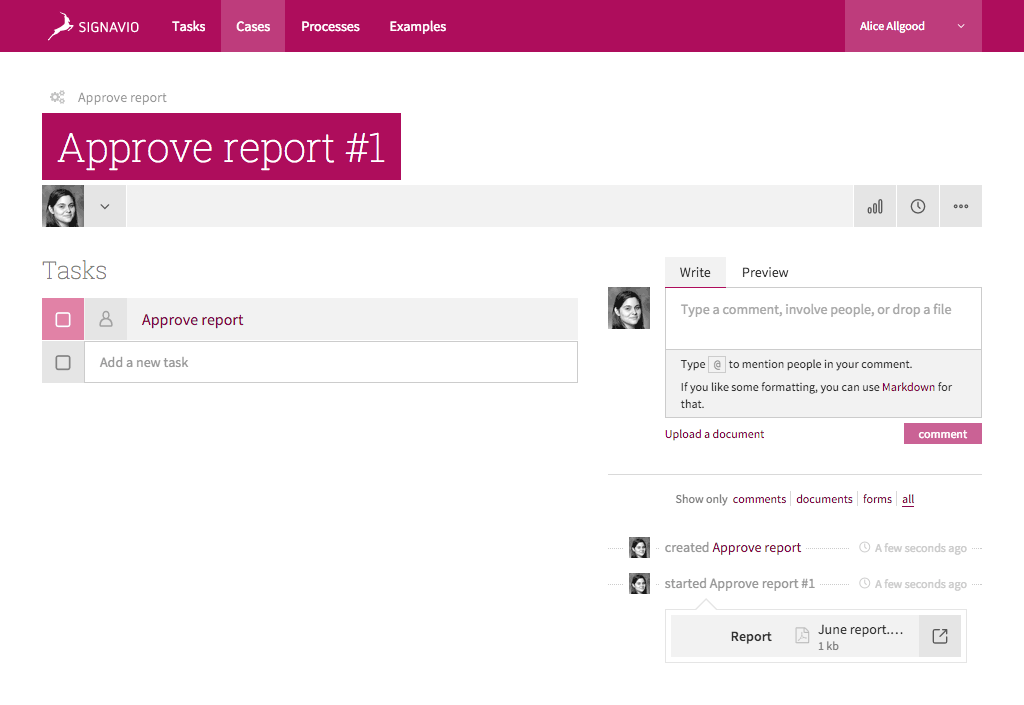 SIGNAVIO Tasks Cases Processes Examples Alice Allgood
Approve report
Approve report #1
Tasks
Approve report
Add a new task
Write Preview
Type a comment, involve people, or drop a file
Type @ to mention people in your comment.
If you like some formatting, you can use Markdown for
that.
Upload a document comment
Show only comments documents forms all
created Approve report A few seconds ago
started Approve report #1 A few seconds ago
Report June report.…
1 kb